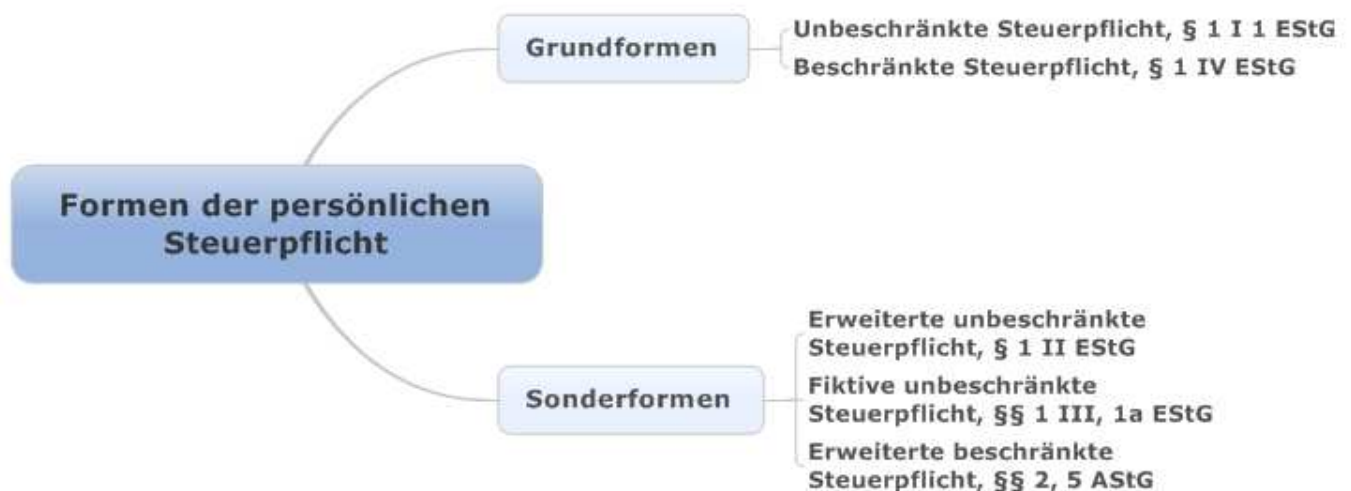 Formen der persönlichen
Steuerpflicht
Grundformen
Unbeschränkte Steuerpflicht, § 1 I 1 EStG
Beschränkte Steuerpflicht, § 1 IV EStG
Sonderformen
Erweiterte unbeschränkte
Steuerpflicht, § 1 II EStG
Fiktive unbeschränkte
Steuerpflicht, §§ 1 III, 1a EStG
Erweiterte beschränkte
Steuerpflicht, §§ 2, 5 AStG